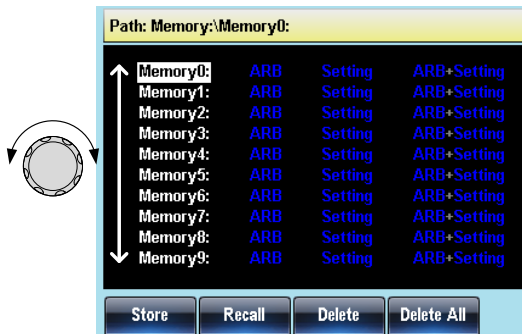 Path: Memory:\Memory0:
Memory0: ARB Setting ARB+Setting
Memory1: ARB Setting ARB+Setting
Memory2: ARB Setting ARB+Setting
Memory3: ARB Setting ARB+Setting
Memory4: ARB Setting ARB+Setting
Memory5: ARB Setting ARB+Setting
Memory6: ARB Setting ARB+Setting
Memory7: ARB Setting ARB+Setting
Memory8: ARB Setting ARB+Setting
Memory9: ARB Setting ARB+Setting
Store Recall Delete Delete All